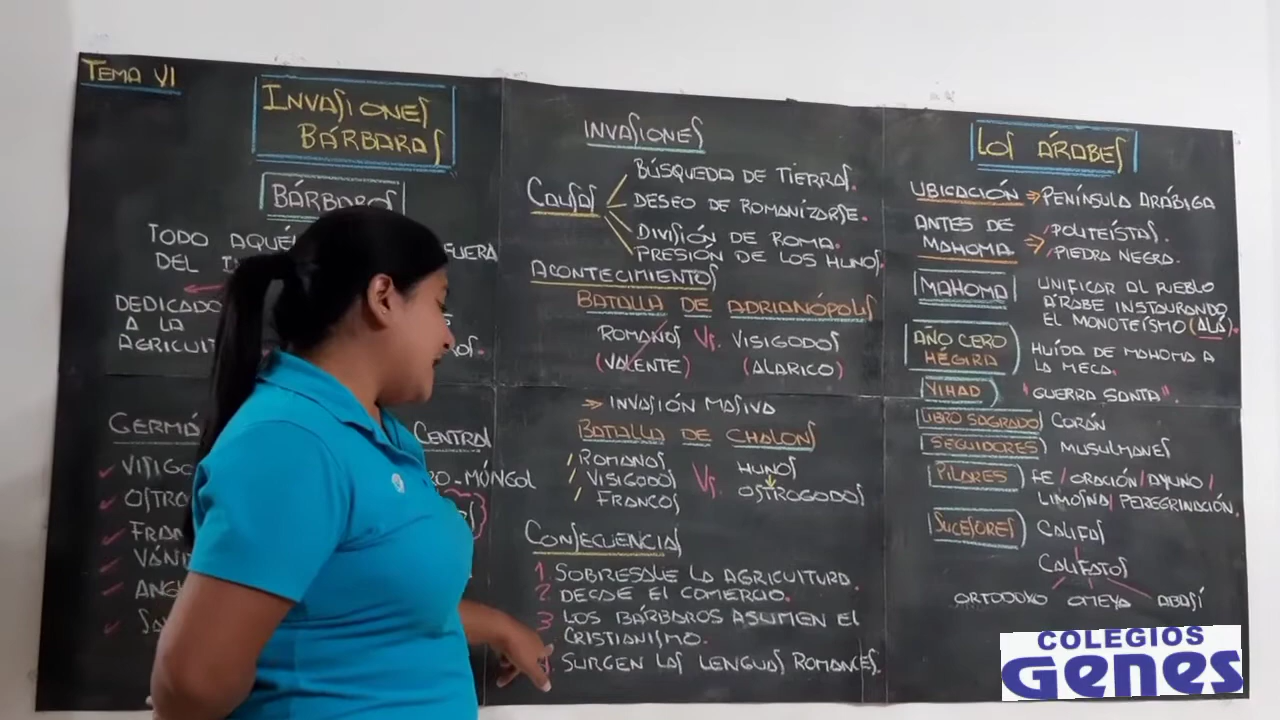 TEMA VI
INVASIONES
BÁRBARAS
BÁRBAROS
TODO AQUÉL FUERA
DEL
DEDICADO
A LA
AGRICULT
GERMÁ CENTRAL
VISIGO RO-MÓNGOL
OSTRO
FRAN
VÁN
ANG
SA
INVASIONES
CAUSAS
BÚSQUEDA DE TIERRAS.
DESEO DE ROMANIZARSE.
DIVISIÓN DE ROMA.
PRESIÓN DE LOS HUNOS.
ACONTECIMIENTOS
BATALLA DE ADRIANÓPOLIS
ROMANOS Vs. VISIGODOS
(VALENTE) (ALARICO)
⇒ INVASIÓN MASIVA
BATALLA DE CHALONS
/ ROMANOS
/ VISIGODOS
/ FRANCOS
Vs.
HUNOS
OSTROGODOS
CONSECUENCIAS
1. SOBRESALE LA AGRICULTURA.
2. DECAE EL COMERCIO.
3 LOS BÁRBAROS ASUMEN EL
CRISTIANISMO.
. SURGEN LAS LENGUAS ROMANCES.
LOS ÁRABES
UBICACIÓN ⇒ PENÍNSULA ARÁBIGA
ANTES DE
MAHOMA ⇒
/ POLITEÍSTAS.
/ PIEDRA NEGRA.
MAHOMA
UNIFICAR AL PUEBLO
ÁRABE INSTAURANDO
EL MONOTEÍSMO (ALÁ).
AÑO CERO
HÉGIRA
HUÍDA DE MAHOMA A
LA MECA.
YIHAD "GUERRA SANTA".
LIBRO SAGRADO CORÁN
SEGUIDORES MUSULMANES
PILARES FE / ORACIÓN / AYUNO /
LIMOSNA / PEREGRINACIÓN.
SUCESORES CALIFAS
CALIFATOS
ORTODOXO OMEYA ABASÍ
COLEGIOS
Genes